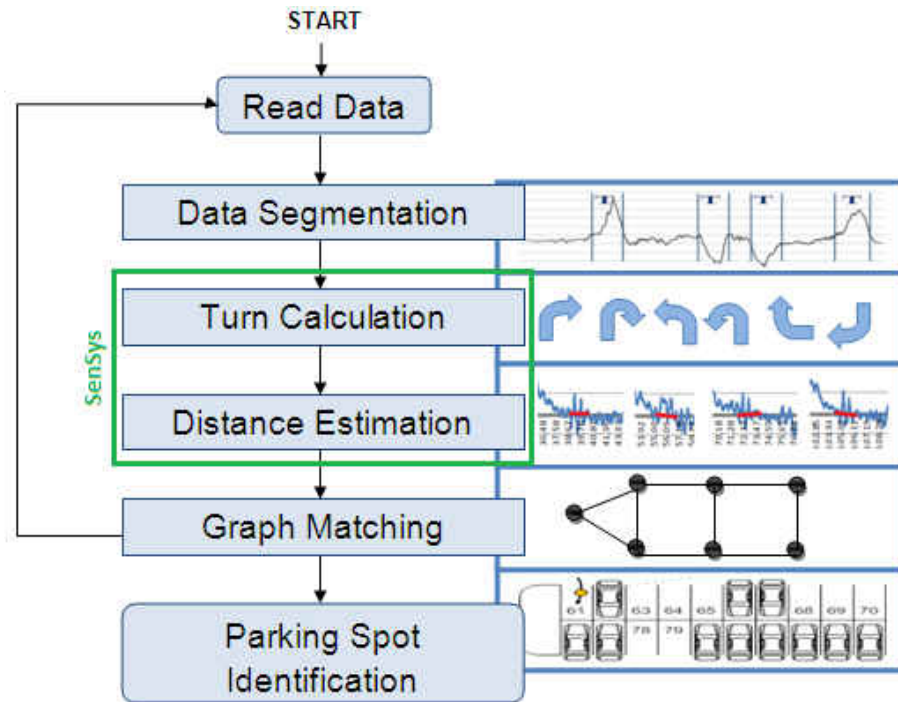 START
Read Data
Data Segmentation
Turn Calculation
SenSys
Distance Estimation
Graph Matching
61 63 64 65 68 69 70
78 79
Parking Spot
Identification